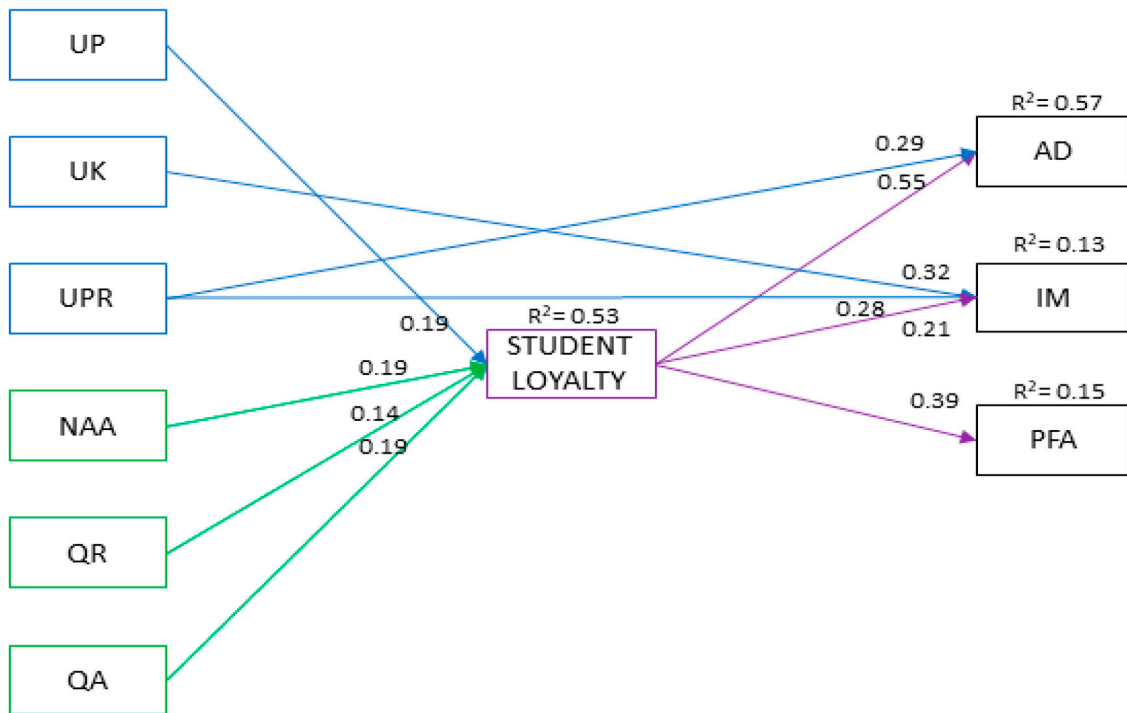 UP
R²= 0.57
AD
0.29
UK
0.55
R²= 0.13
UPR
0.32
IM
0.28
R²= 0.53
0.19
0.21
STUDENT
LOYALTY
0.19
R²= 0.15
NAA
0.14
0.39
PFA
0.19
QR
QA